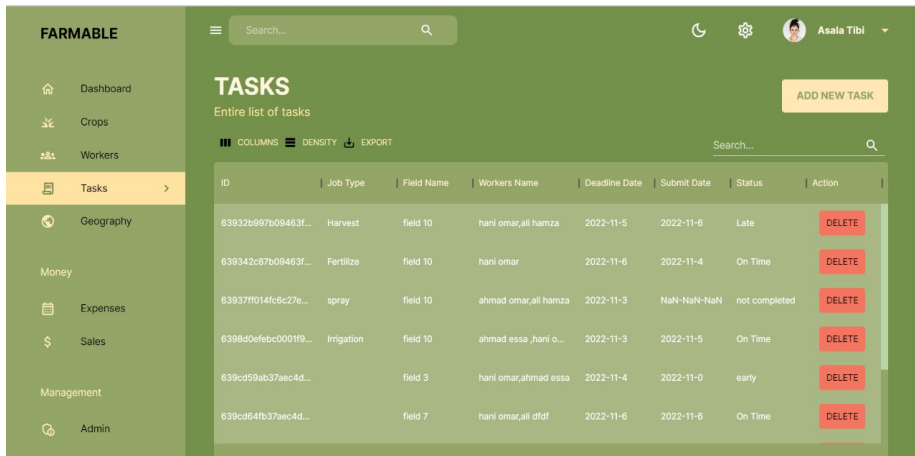 FARMABLE
Search...
Asala Tibi
Dashboard
Crops
Workers
Tasks
Geography
Money
Expenses
Sales
Management
Admin
TASKS
Entire list of tasks
ADD NEW TASK
COLUMNS DENSITY EXPORT
Search...
ID Job Type Field Name Workers Name Deadline Date Submit Date Status Action
63932b997b09463f... Harvest field 10 hani omar,ali hamza 2022-11-5 2022-11-6 Late DELETE
639342c87b09463f... Fertilize field 10 hani omar 2022-11-6 2022-11-4 On Time DELETE
63937ff014fc6c27e... spray field 10 ahmad omar,ali hamza 2022-11-3 NaN-NaN-NaN not completed DELETE
6398d0efebc0001f9... Irrigation field 10 ahmad essa ,hani o... 2022-11-3 2022-11-5 On Time DELETE
639cd59ab37aec4d... field 3 hani omar,ahmad essa 2022-11-4 2022-11-0 early DELETE
639cd64fb37aec4d... field 7 hani omar,ali dfdf 2022-11-6 2022-11-6 On Time DELETE